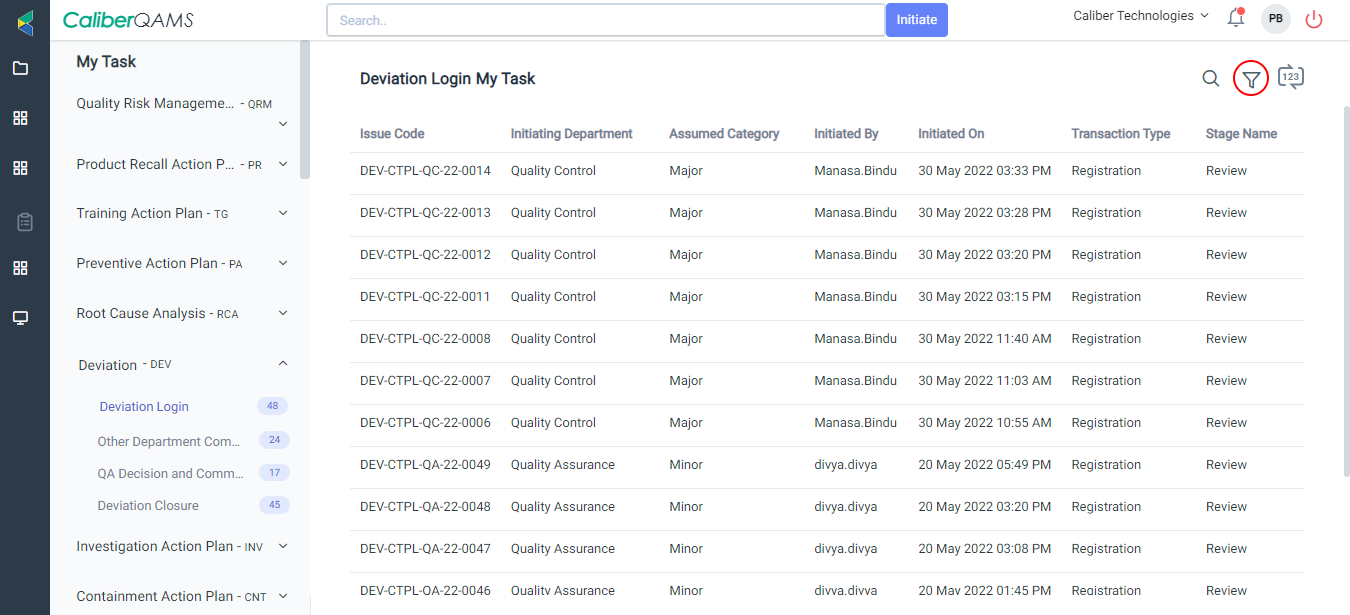 CaliberQAMS
Search..
Initiate
Caliber Technologies
PB
My Task
Quality Risk Manageme... - QRM
Product Recall Action P... - PR
Training Action Plan - TG
Preventive Action Plan - PA
Root Cause Analysis - RCA
Deviation - DEV
Deviation Login 48
Other Department Com... 24
QA Decision and Comm... 17
Deviation Closure 45
Investigation Action Plan - INV
Containment Action Plan - CNT
Deviation Login My Task
123
Issue Code Initiating Department Assumed Category Initiated By Initiated On Transaction Type Stage Name
DEV-CTPL-QC-22-0014 Quality Control Major Manasa.Bindu 30 May 2022 03:33 PM Registration Review
DEV-CTPL-QC-22-0013 Quality Control Major Manasa.Bindu 30 May 2022 03:28 PM Registration Review
DEV-CTPL-QC-22-0012 Quality Control Major Manasa.Bindu 30 May 2022 03:20 PM Registration Review
DEV-CTPL-QC-22-0011 Quality Control Major Manasa.Bindu 30 May 2022 03:15 PM Registration Review
DEV-CTPL-QC-22-0008 Quality Control Major Manasa.Bindu 30 May 2022 11:40 AM Registration Review
DEV-CTPL-QC-22-0007 Quality Control Major Manasa.Bindu 30 May 2022 11:03 AM Registration Review
DEV-CTPL-QC-22-0006 Quality Control Major Manasa.Bindu 30 May 2022 10:55 AM Registration Review
DEV-CTPL-QA-22-0049 Quality Assurance Minor divya.divya 20 May 2022 05:49 PM Registration Review
DEV-CTPL-QA-22-0048 Quality Assurance Minor divya.divya 20 May 2022 03:20 PM Registration Review
DEV-CTPL-QA-22-0047 Quality Assurance Minor divya.divya 20 May 2022 03:08 PM Registration Review
DEV-CTPL-QA-22-0046 Quality Assurance Minor divya.divya 20 May 2022 01:45 PM Registration Review